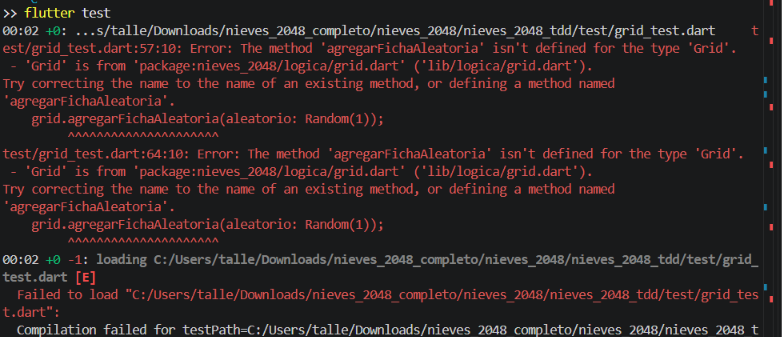 >> flutter test
00:02 +0: ...s/talle/Downloads/nieves_2048_completo/nieves_2048/nieves_2048_tdd/test/grid_test.dart t
est/grid_test.dart:57:10: Error: The method 'agregarFichaAleatoria' isn't defined for the type 'Grid'.
- 'Grid' is from 'package:nieves_2048/logica/grid.dart' ('lib/logica/grid.dart').
Try correcting the name to the name of an existing method, or defining a method named
'agregarFichaAleatoria'.
grid.agregarFichaAleatoria(aleatorio: Random(1));
^^^^^^^^^^^^^^^^^^^^^
test/grid_test.dart:64:10: Error: The method 'agregarFichaAleatoria' isn't defined for the type 'Grid'.
- 'Grid' is from 'package:nieves_2048/logica/grid.dart' ('lib/logica/grid.dart').
Try correcting the name to the name of an existing method, or defining a method named
'agregarFichaAleatoria'.
grid.agregarFichaAleatoria(aleatorio: Random(1));
^^^^^^^^^^^^^^^^^^^^^
00:02 +0 -1: loading C:/Users/talle/Downloads/nieves_2048_completo/nieves_2048/nieves_2048_tdd/test/grid_
test.dart [E]
Failed to load "C:/Users/talle/Downloads/nieves_2048_completo/nieves_2048/nieves_2048_tdd/test/grid_tes
t.dart":
Compilation failed for testPath=C:/Users/talle/Downloads/nieves_2048_completo/nieves_2048/nieves_2048_t